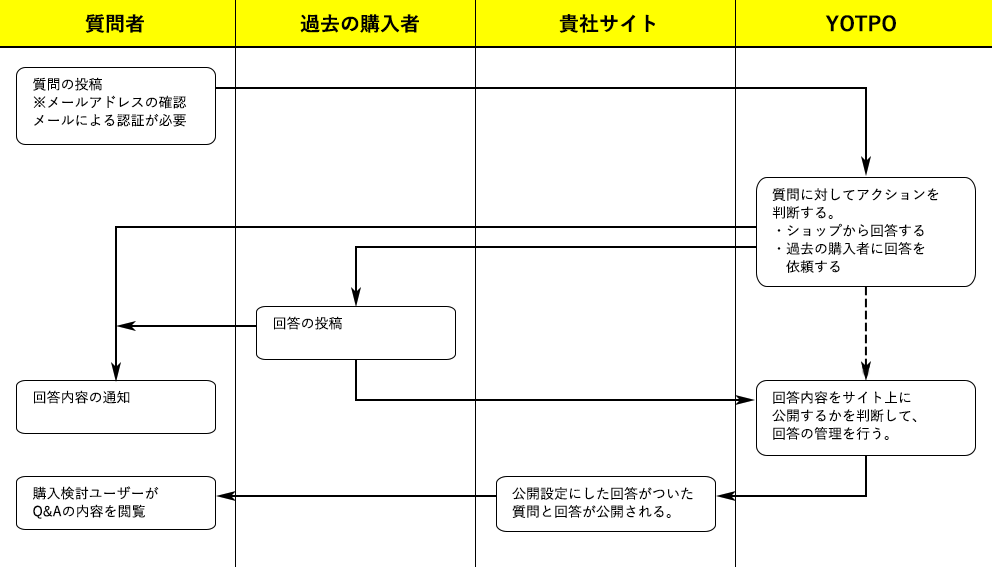 質問者
過去の購入者
貴社サイト
YOTPO
質問の投稿
※メールアドレスの確認
メールによる認証が必要
質問に対してアクションを
判断する。
・ショップから回答する
・過去の購入者に回答を
依頼する
回答の投稿
回答内容の通知
回答内容をサイト上に
公開するかを判断して、
回答の管理を行う。
購入検討ユーザーが
Q&Aの内容を閲覧
公開設定にした回答がついた
質問と回答が公開される。